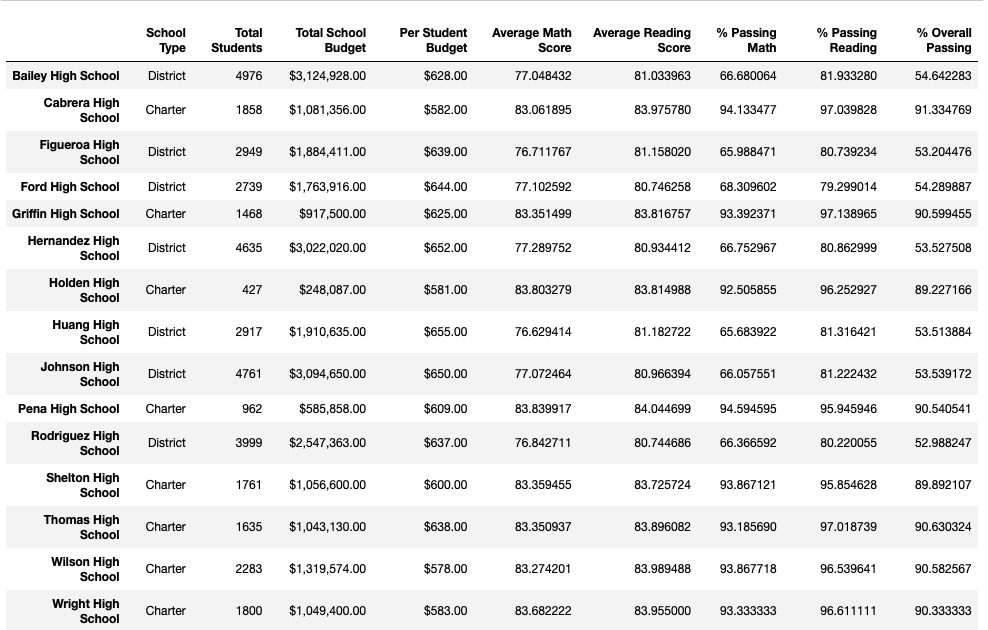 School Type Total Students Total School Budget Per Student Budget Average Math Score Average Reading Score % Passing Math % Passing Reading % Overall Passing
Bailey High School District 4976 $3,124,928.00 $628.00 77.048432 81.033963 66.680064 81.933280 54.642283
Cabrera High School Charter 1858 $1,081,356.00 $582.00 83.061895 83.975780 94.133477 97.039828 91.334769
Figueroa High School District 2949 $1,884,411.00 $639.00 76.711767 81.158020 65.988471 80.739234 53.204476
Ford High School District 2739 $1,763,916.00 $644.00 77.102592 80.746258 68.309602 79.299014 54.289887
Griffin High School Charter 1468 $917,500.00 $625.00 83.351499 83.816757 93.392371 97.138965 90.599455
Hernandez High School District 4635 $3,022,020.00 $652.00 77.289752 80.934412 66.752967 80.862999 53.527508
Holden High School Charter 427 $248,087.00 $581.00 83.803279 83.814988 92.505855 96.252927 89.227166
Huang High School District 2917 $1,910,635.00 $655.00 76.629414 81.182722 65.683922 81.316421 53.513884
Johnson High School District 4761 $3,094,650.00 $650.00 77.072464 80.966394 66.057551 81.222432 53.539172
Pena High School Charter 962 $585,858.00 $609.00 83.839917 84.044699 94.594595 95.945946 90.540541
Rodriguez High School District 3999 $2,547,363.00 $637.00 76.842711 80.744686 66.366592 80.220055 52.988247
Shelton High School Charter 1761 $1,056,600.00 $600.00 83.359455 83.725724 93.867121 95.854628 89.892107
Thomas High School Charter 1635 $1,043,130.00 $638.00 83.350937 83.896082 93.185690 97.018739 90.630324
Wilson High School Charter 2283 $1,319,574.00 $578.00 83.274201 83.989488 93.867718 96.539641 90.582567
Wright High School Charter 1800 $1,049,400.00 $583.00 83.682222 83.955000 93.333333 96.611111 90.333333